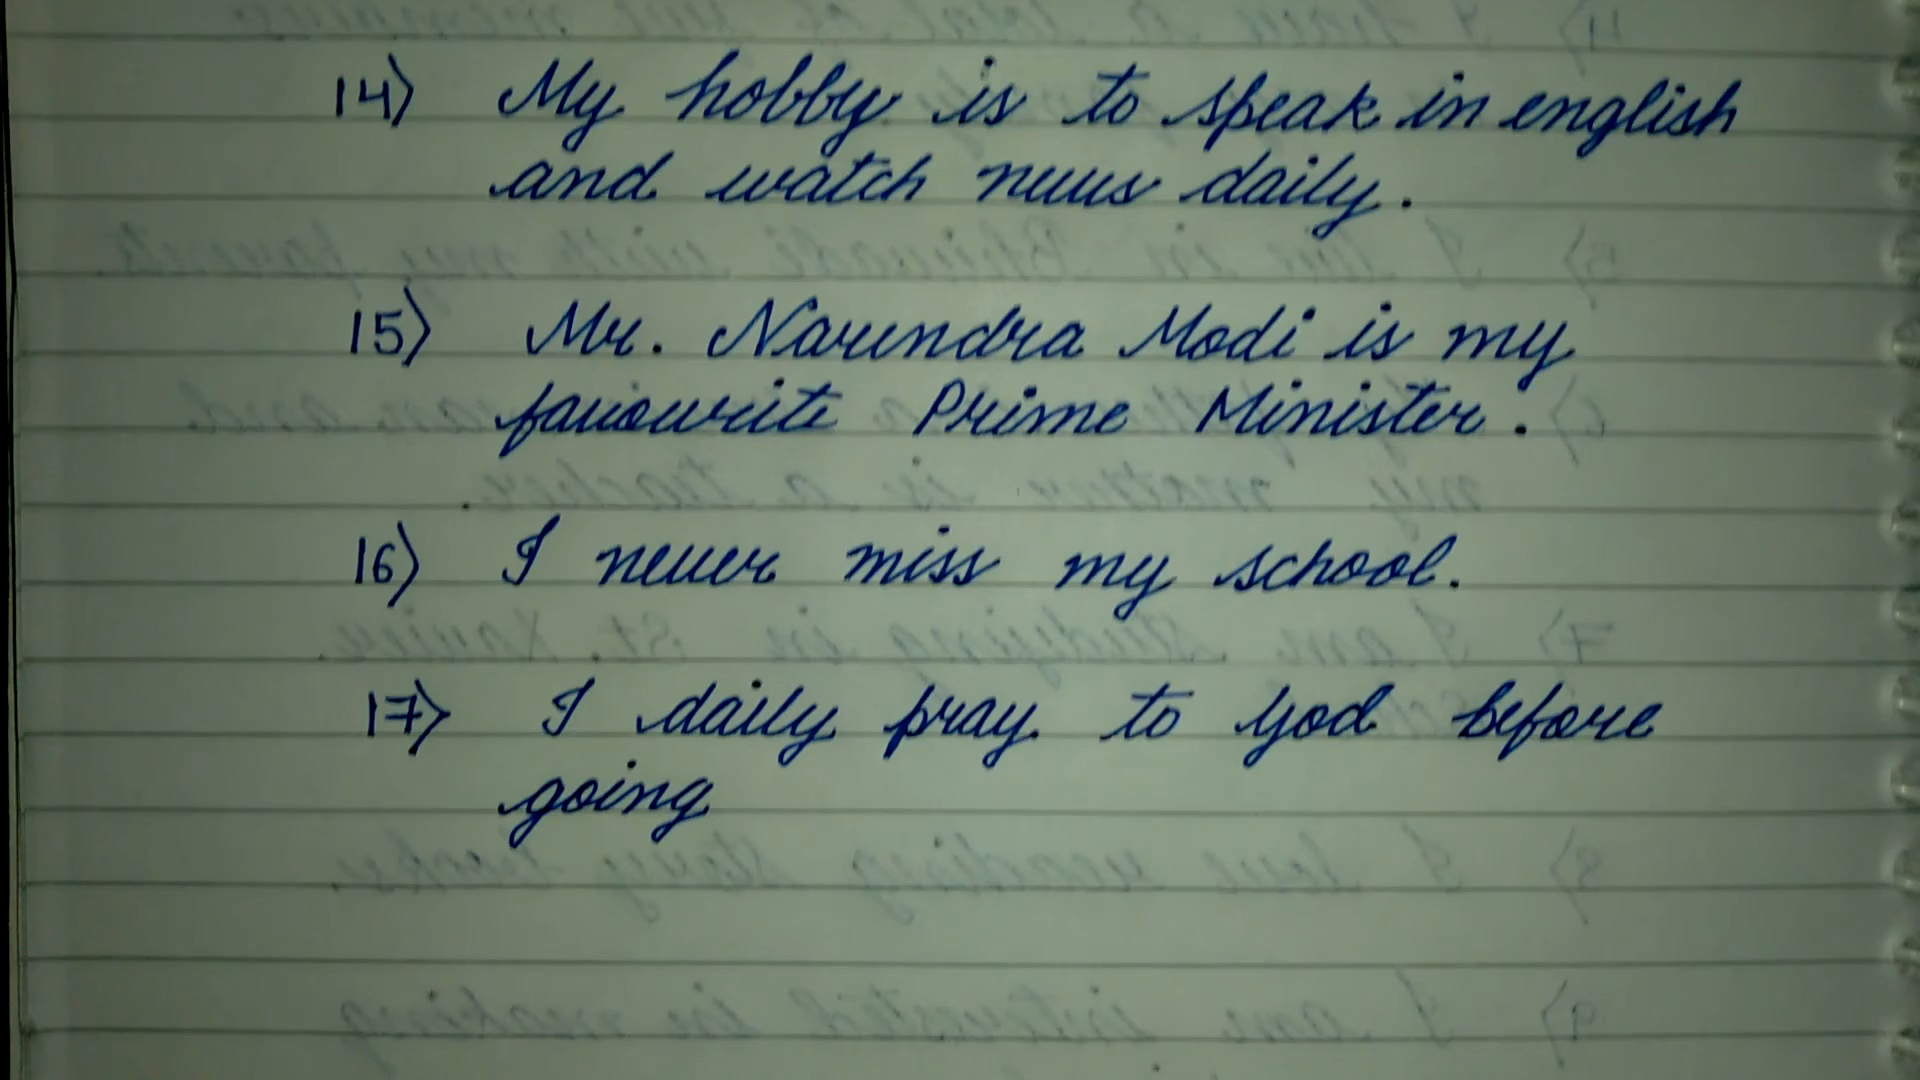 14) My hobby is to speak in english
and watch news daily.
15) Mr. Narendra Modi is my
favourite Prime Minister.
16) I never miss my school.
17) I daily pray to God before
going